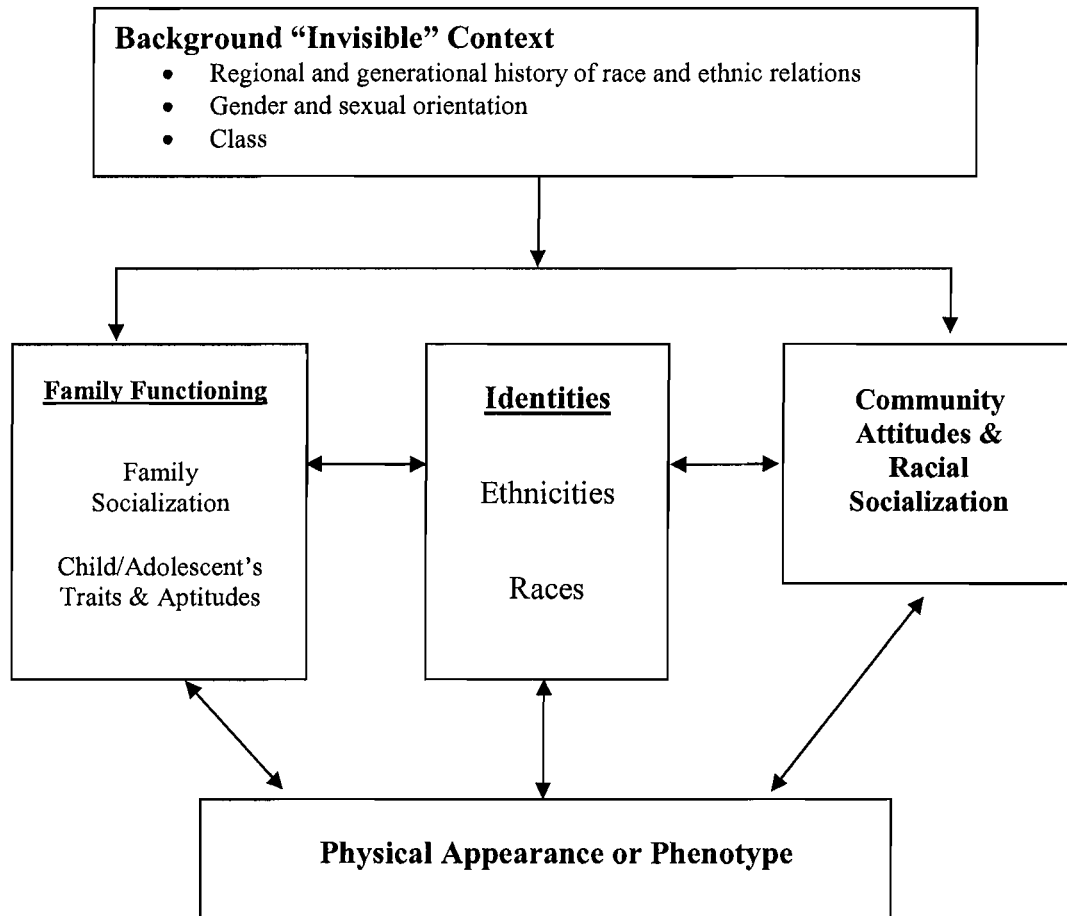 Background “Invisible” Context
• Regional and generational history of race and ethnic relations
• Gender and sexual orientation
• Class
Family Functioning
Family
Socialization
Child/Adolescent’s
Traits & Aptitudes
Identities
Ethnicities
Races
Community
Attitudes &
Racial
Socialization
Physical Appearance or Phenotype